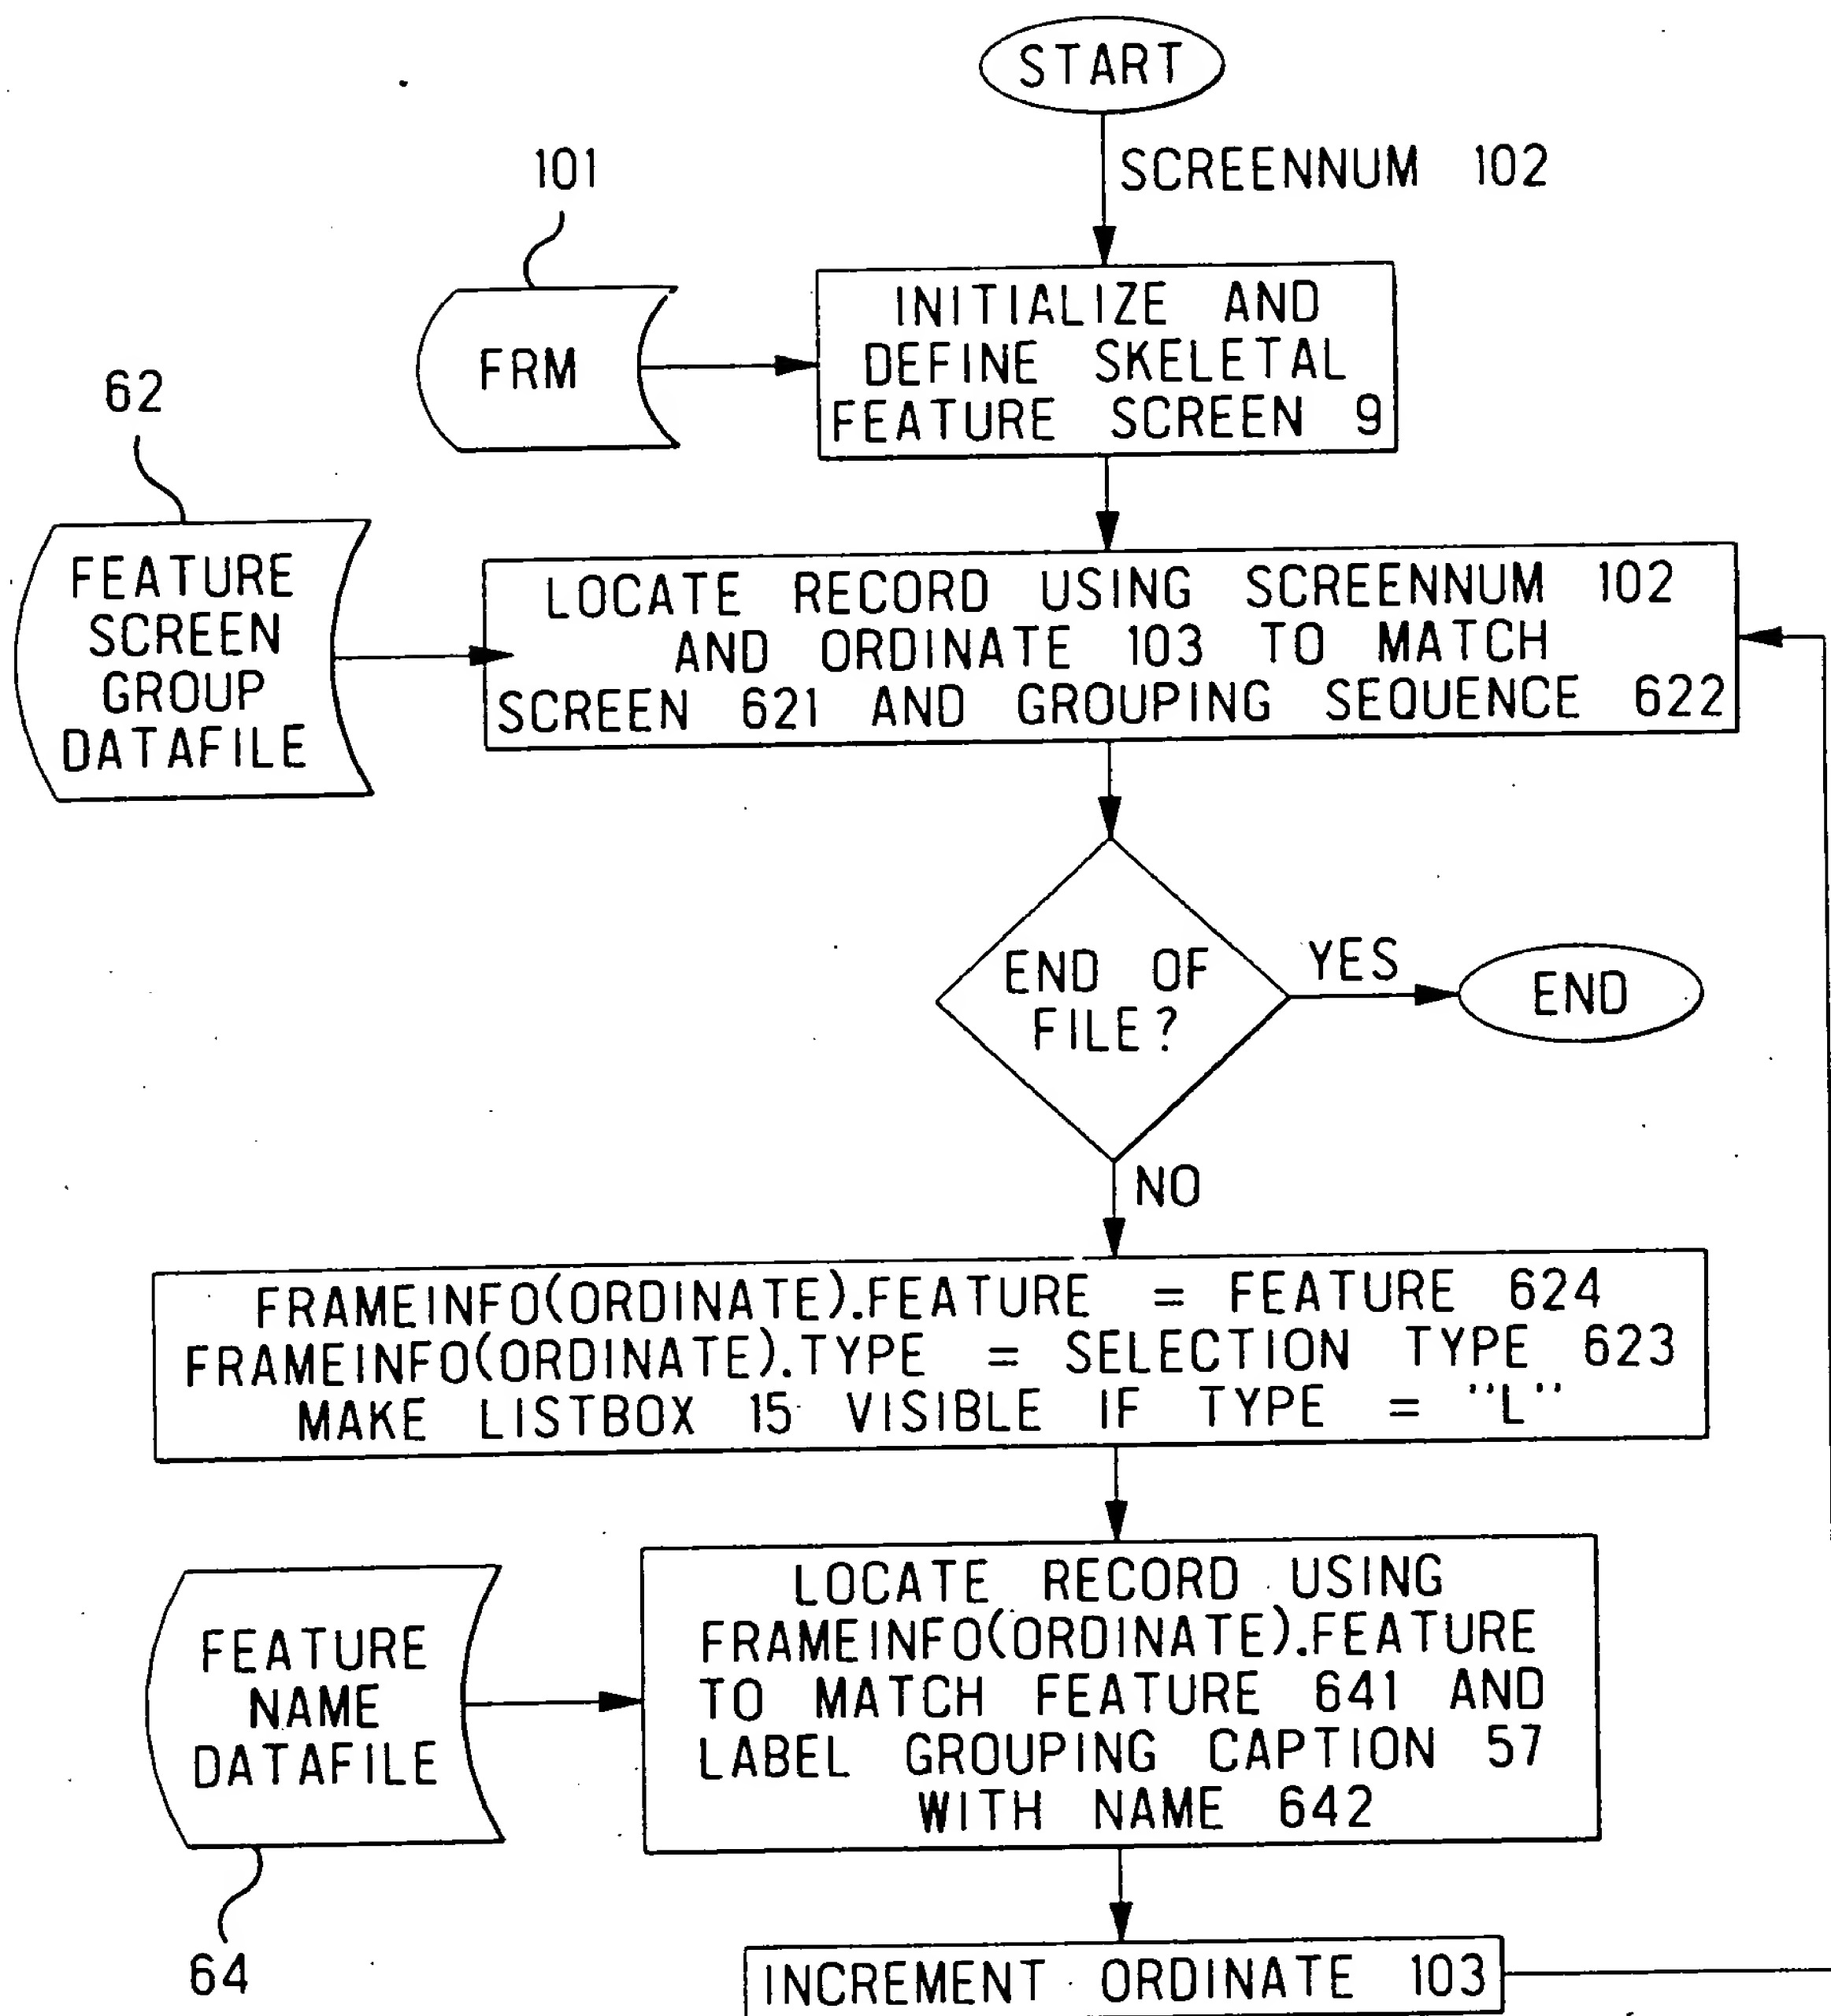 START
SCREENNUM 102
101
INITIALIZE AND
DEFINE SKELETAL
FEATURE SCREEN 9
FRM
62
FEATURE
SCREEN
GROUP
DATAFILE
LOCATE RECORD USING SCREENNUM 102
AND ORDINATE 103 TO MATCH
SCREEN 621 AND GROUPING SEQUENCE 622
END OF
FILE?
YES
END
NO
FRAMEINFO(ORDINATE).FEATURE = FEATURE 624
FRAMEINFO(ORDINATE).TYPE = SELECTION TYPE 623
MAKE LISTBOX 15 VISIBLE IF TYPE = "L"
FEATURE
NAME
DATAFILE
64
LOCATE RECORD USING
FRAMEINFO(ORDINATE).FEATURE
TO MATCH FEATURE 641 AND
LABEL GROUPING CAPTION 57
WITH NAME 642
INCREMENT ORDINATE 103